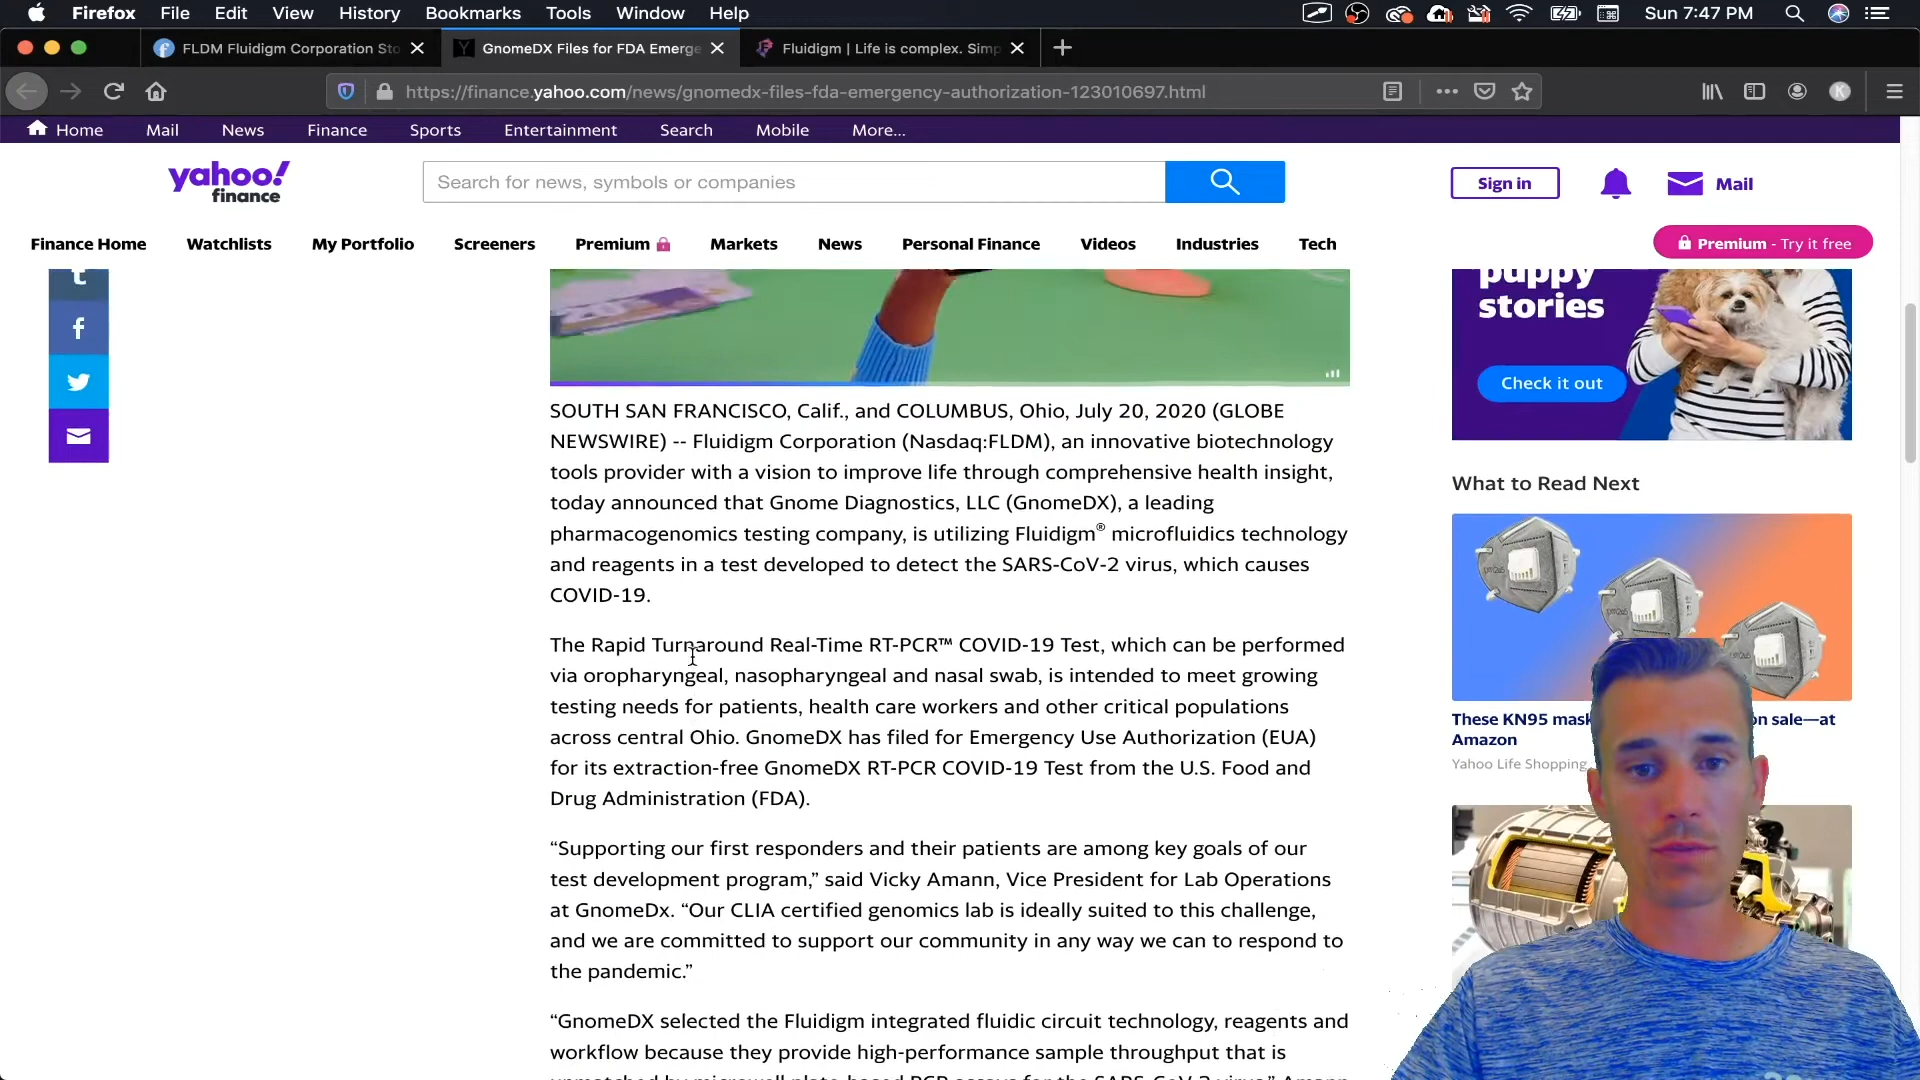 Firefox File Edit View History Bookmarks Tools Window Help Sun 7:47 PM
FLDM Fluidigm Corporation Sto GnomeDX Files for FDA Emerge Fluidigm | Life is complex. Simp
https://finance.yahoo.com/news/gnomedx-files-fda-emergency-authorization-123010697.html K
Home Mail News Finance Sports Entertainment Search Mobile More...
yahoo!
finance
Search for news, symbols or companies
Sign in Mail
Finance Home Watchlists My Portfolio Screeners Premium Markets News Personal Finance Videos Industries Tech Premium - Try it free
puppy
stories
Check it out
SOUTH SAN FRANCISCO, Calif., and COLUMBUS, Ohio, July 20, 2020 (GLOBE
NEWSWIRE) -- Fluidigm Corporation (Nasdaq:FLDM), an innovative biotechnology
tools provider with a vision to improve life through comprehensive health insight,
today announced that Gnome Diagnostics, LLC (GnomeDX), a leading
pharmacogenomics testing company, is utilizing Fluidigm® microfluidics technology
and reagents in a test developed to detect the SARS-CoV-2 virus, which causes
COVID-19.
The Rapid Turnaround Real-Time RT-PCR™ COVID-19 Test, which can be performed
via oropharyngeal, nasopharyngeal and nasal swab, is intended to meet growing
testing needs for patients, health care workers and other critical populations
across central Ohio. GnomeDX has filed for Emergency Use Authorization (EUA)
for its extraction-free GnomeDX RT-PCR COVID-19 Test from the U.S. Food and
Drug Administration (FDA).
“Supporting our first responders and their patients are among key goals of our
test development program,” said Vicky Amann, Vice President for Lab Operations
at GnomeDx. “Our CLIA certified genomics lab is ideally suited to this challenge,
and we are committed to support our community in any way we can to respond to
the pandemic.”
“GnomeDX selected the Fluidigm integrated fluidic circuit technology, reagents and
workflow because they provide high-performance sample throughput that is
What to Read Next
These KN95 mask on sale—at
Amazon
Yahoo Life Shopping